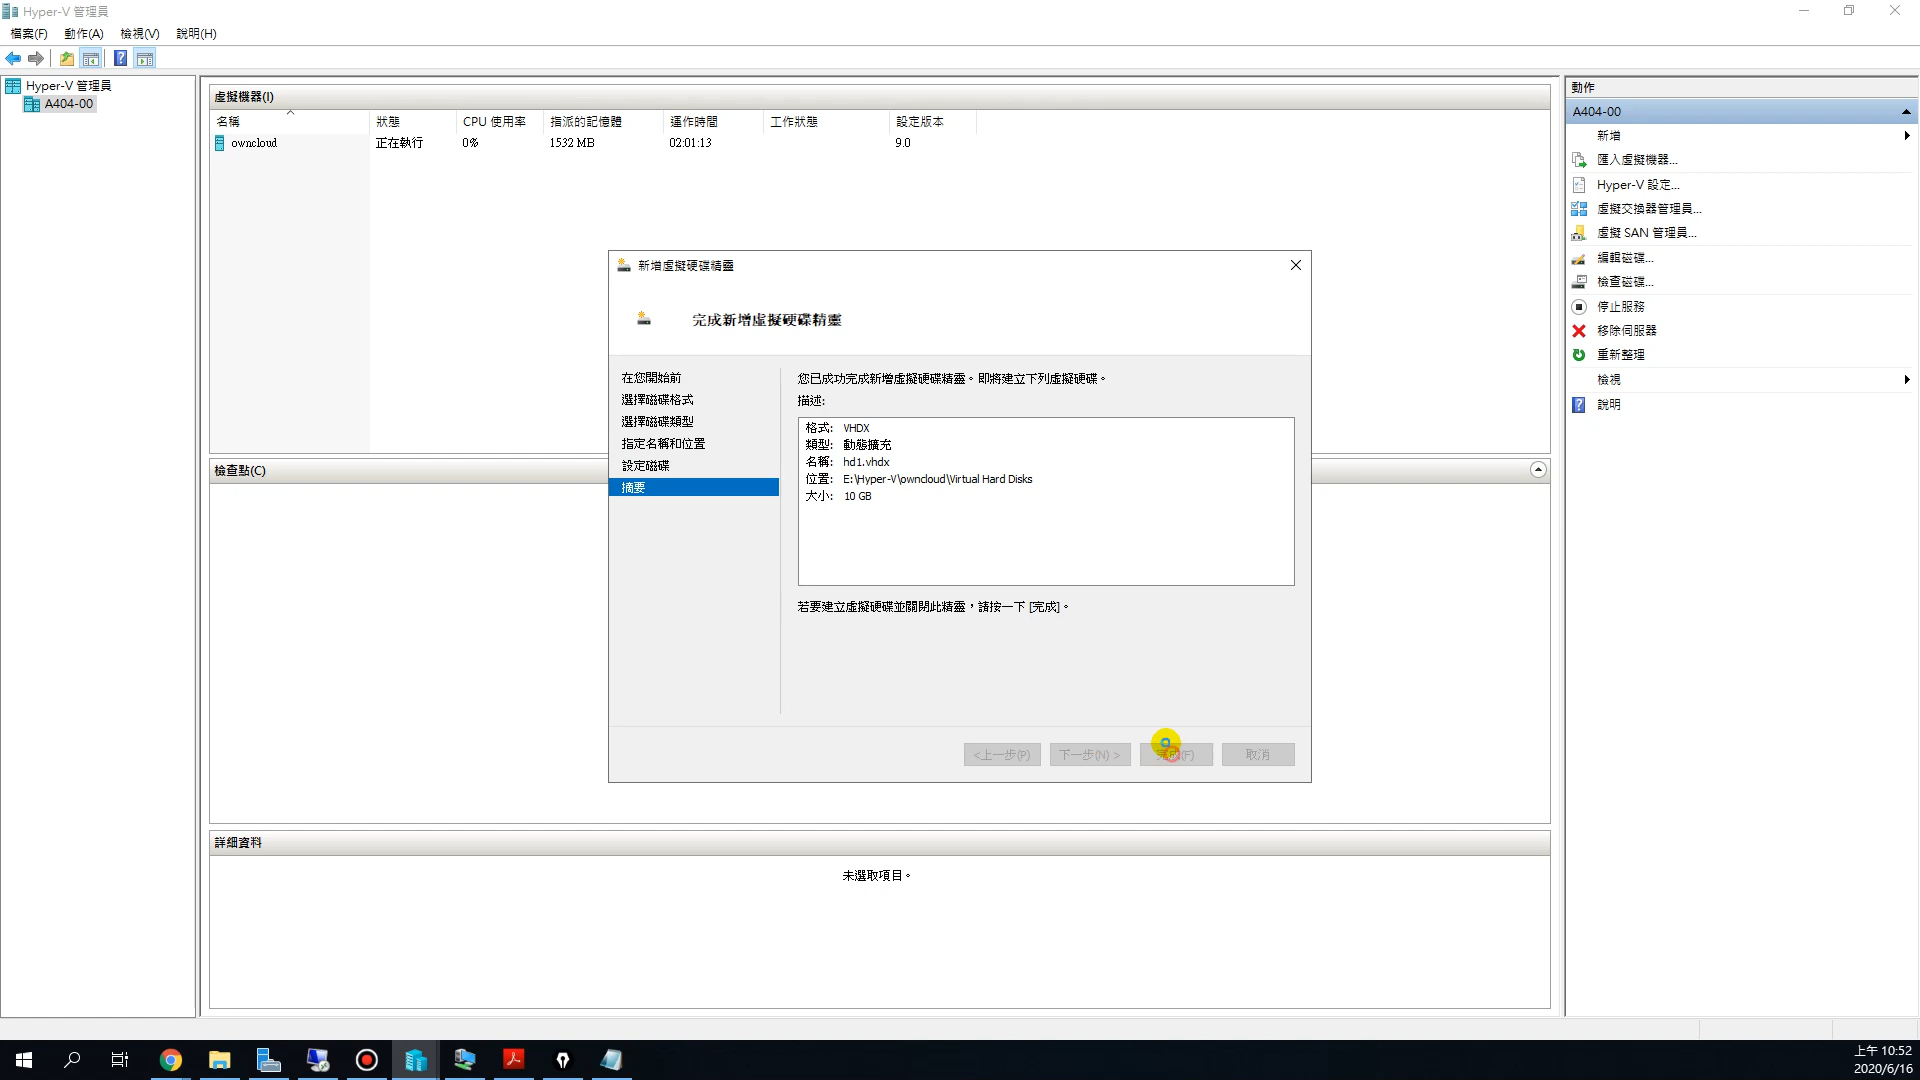 Hyper-V 管理員
檔案(F) 動作(A) 檢視(V) 說明(H)
Hyper-V 管理員
A404-00
虛擬機器(I)
名稱 狀態 CPU 使用率 指派的記憶體 運作時間 工作狀態 設定版本
owncloud 正在執行 0% 1532 MB 02:01:13 9.0
檢查點(C)
詳細資料
未選取項目。
新增虛擬硬碟精靈
完成新增虛擬硬碟精靈
在您開始前
選擇磁碟格式
選擇磁碟類型
指定名稱和位置
設定磁碟
摘要
您已成功完成新增虛擬硬碟精靈。即將建立下列虛擬硬碟。
描述:
格式: VHDX
類型: 動態擴充
名稱: hd1.vhdx
位置: E:\Hyper-V\owncloud\Virtual Hard Disks
大小: 10 GB
若要建立虛擬硬碟並關閉此精靈，請按一下 [完成]。
<上一步(P) 下一步(N) > 完成(F) 取消
動作
A404-00
新增
匯入虛擬機器...
Hyper-V 設定...
虛擬交換器管理員...
虛擬 SAN 管理員...
編輯磁碟...
檢查磁碟...
停止服務
移除伺服器
重新整理
檢視
說明
上午 10:52
2020/6/16